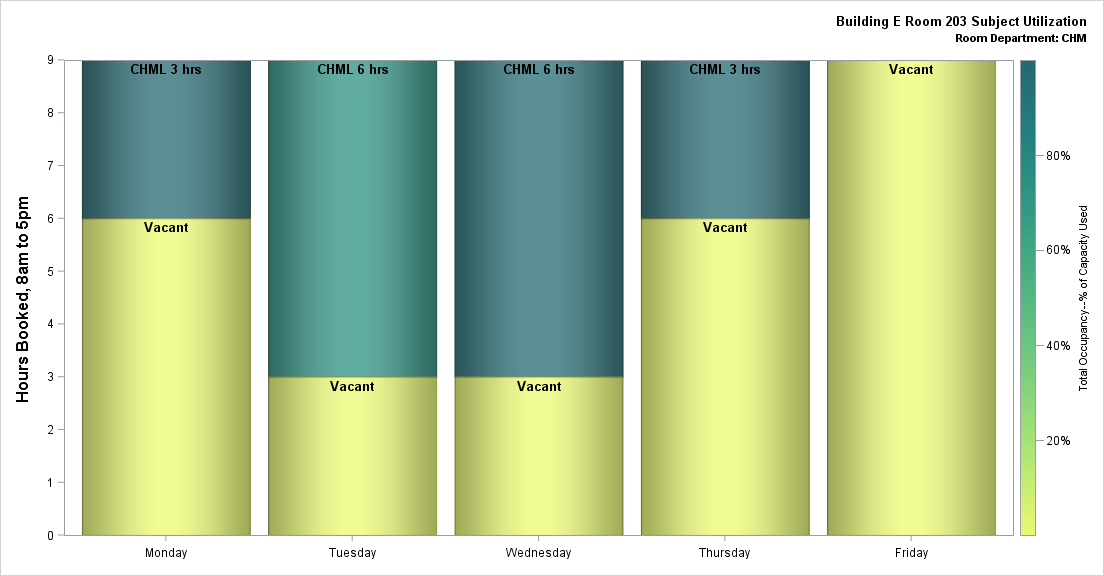 Building E Room 203 Subject Utilization
Room Department: CHM
Hours Booked, 8am to 5pm
9
8
7
6
5
4
3
2
1
0
CHML 3 hrs
Vacant
CHML 6 hrs
Vacant
CHML 6 hrs
Vacant
CHML 3 hrs
Vacant
Vacant
Monday
Tuesday
Wednesday
Thursday
Friday
80%
60%
40%
20%
Total Occupancy--% of Capacity Used